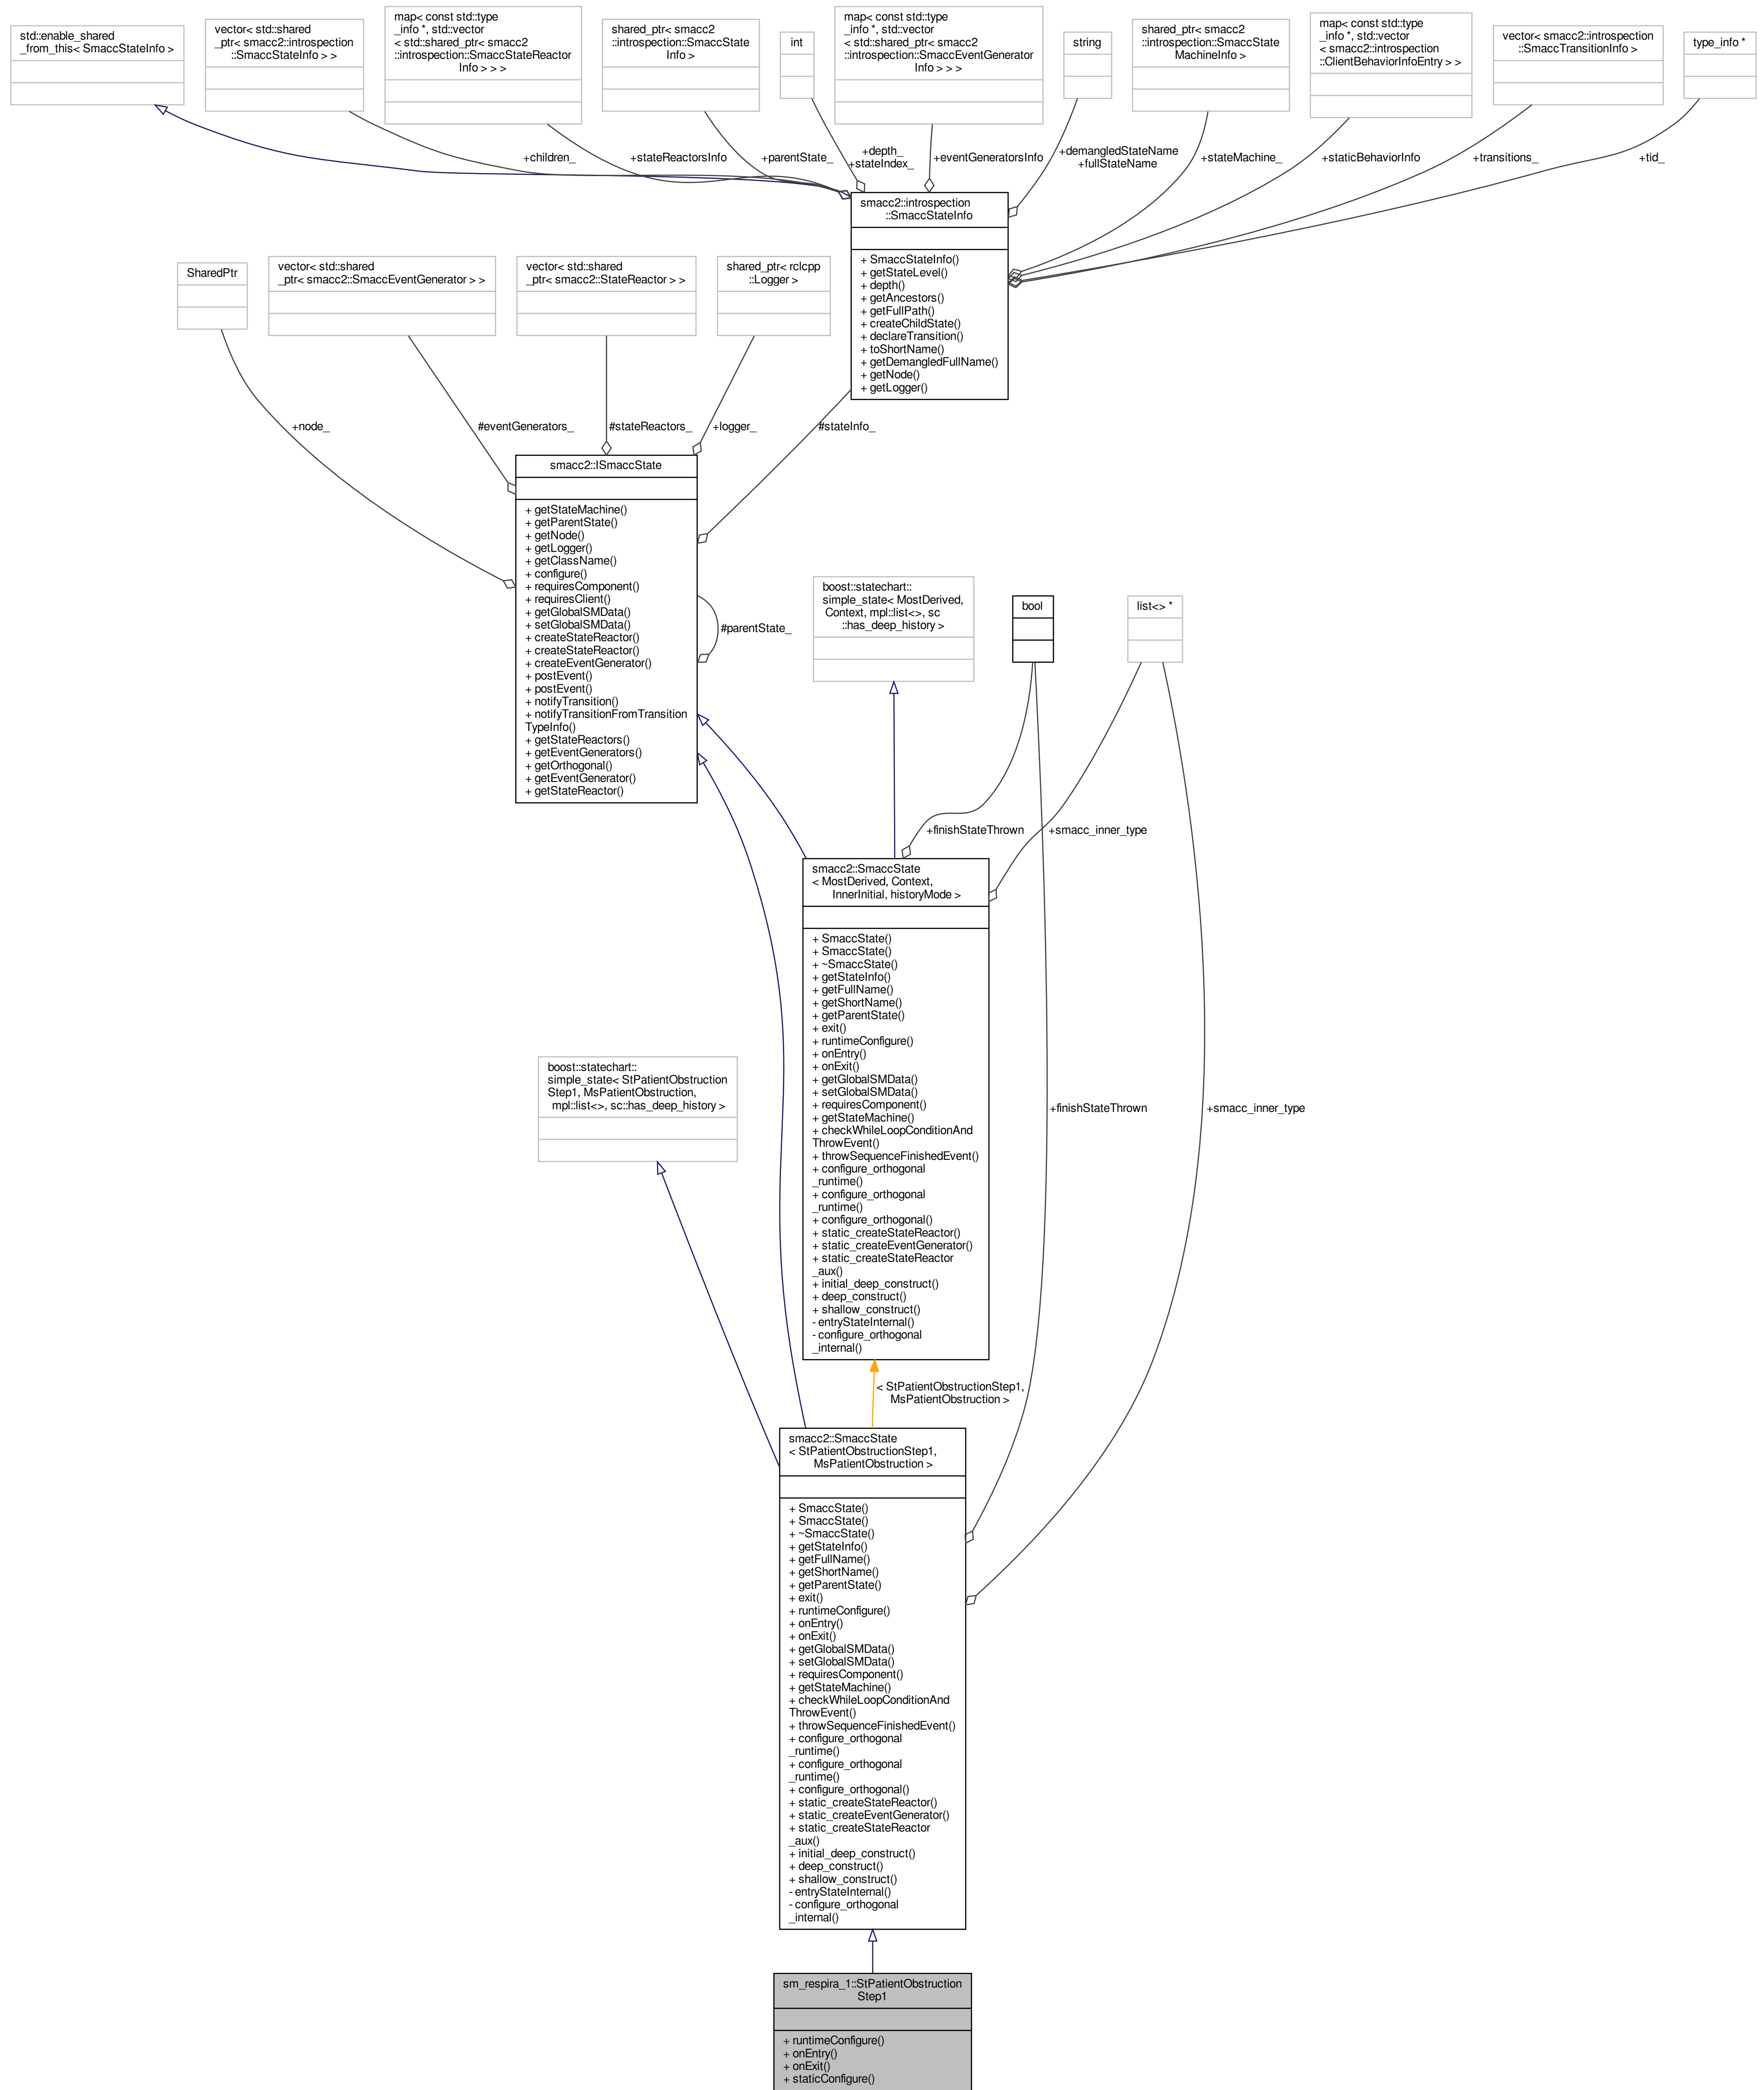 std::enable_shared
_from_this< SmaccStateInfo >
vector< std::shared
_ptr< smacc2::introspection
::SmaccStateInfo > >
map< const std::type
_info *, std::vector
< std::shared_ptr< smacc2
::introspection::SmaccStateReactor
Info > > >
shared_ptr< smacc2
::introspection::SmaccState
Info >
int
map< const std::type
_info *, std::vector
< std::shared_ptr< smacc2
::introspection::SmaccEventGenerator
Info > > >
string
shared_ptr< smacc2
::introspection::SmaccState
MachineInfo >
map< const std::type
_info *, std::vector
< smacc2::introspection
::ClientBehaviorInfoEntry > >
vector< smacc2::introspection
::SmaccTransitionInfo >
type_info *
+children_
+stateReactorsInfo
+parentState_
+depth_
+stateIndex_
+eventGeneratorsInfo
+demangledStateName
+fullStateName
+stateMachine_
+staticBehaviorInfo
+transitions_
+tid_
smacc2::introspection
::SmaccStateInfo
+ SmaccStateInfo()
+ getStateLevel()
+ depth()
+ getAncestors()
+ getFullPath()
+ createChildState()
+ declareTransition()
+ toShortName()
+ getDemangledFullName()
+ getNode()
+ getLogger()
SharedPtr
vector< std::shared
_ptr< smacc2::SmaccEventGenerator > >
vector< std::shared
_ptr< smacc2::StateReactor > >
shared_ptr< rclcpp
::Logger >
+node_
#eventGenerators_
#stateReactors_
+logger_
#stateInfo_
smacc2::ISmaccState
+ getStateMachine()
+ getParentState()
+ getNode()
+ getLogger()
+ getClassName()
+ configure()
+ requiresComponent()
+ requiresClient()
+ getGlobalSMData()
+ setGlobalSMData()
+ createStateReactor()
+ createStateReactor()
+ createEventGenerator()
+ postEvent()
+ postEvent()
+ notifyTransition()
+ notifyTransitionFromTransition
TypeInfo()
+ getStateReactors()
+ getEventGenerators()
+ getOrthogonal()
+ getEventGenerator()
+ getStateReactor()
#parentState_
boost::statechart::
simple_state< MostDerived,
Context, mpl::list<>, sc
::has_deep_history >
bool
list<> *
+finishStateThrown
+smacc_inner_type
smacc2::SmaccState
< MostDerived, Context,
InnerInitial, historyMode >
+ SmaccState()
+ SmaccState()
+ ~SmaccState()
+ getStateInfo()
+ getFullName()
+ getShortName()
+ getParentState()
+ exit()
+ runtimeConfigure()
+ onEntry()
+ onExit()
+ getGlobalSMData()
+ setGlobalSMData()
+ requiresComponent()
+ getStateMachine()
+ checkWhileLoopConditionAnd
ThrowEvent()
+ throwSequenceFinishedEvent()
+ configure_orthogonal
_runtime()
+ configure_orthogonal
_runtime()
+ configure_orthogonal()
+ static_createStateReactor()
+ static_createEventGenerator()
+ static_createStateReactor
_aux()
+ initial_deep_construct()
+ deep_construct()
+ shallow_construct()
- entryStateInternal()
- configure_orthogonal
_internal()
boost::statechart::
simple_state< StPatientObstruction
Step1, MsPatientObstruction,
mpl::list<>, sc::has_deep_history >
+finishStateThrown
+smacc_inner_type
< StPatientObstructionStep1,
MsPatientObstruction >
smacc2::SmaccState
< StPatientObstructionStep1,
MsPatientObstruction >
+ SmaccState()
+ SmaccState()
+ ~SmaccState()
+ getStateInfo()
+ getFullName()
+ getShortName()
+ getParentState()
+ exit()
+ runtimeConfigure()
+ onEntry()
+ onExit()
+ getGlobalSMData()
+ setGlobalSMData()
+ requiresComponent()
+ getStateMachine()
+ checkWhileLoopConditionAnd
ThrowEvent()
+ throwSequenceFinishedEvent()
+ configure_orthogonal
_runtime()
+ configure_orthogonal
_runtime()
+ configure_orthogonal()
+ static_createStateReactor()
+ static_createEventGenerator()
+ static_createStateReactor
_aux()
+ initial_deep_construct()
+ deep_construct()
+ shallow_construct()
- entryStateInternal()
- configure_orthogonal
_internal()
sm_respira_1::StPatientObstruction
Step1
+ runtimeConfigure()
+ onEntry()
+ onExit()
+ staticConfigure()